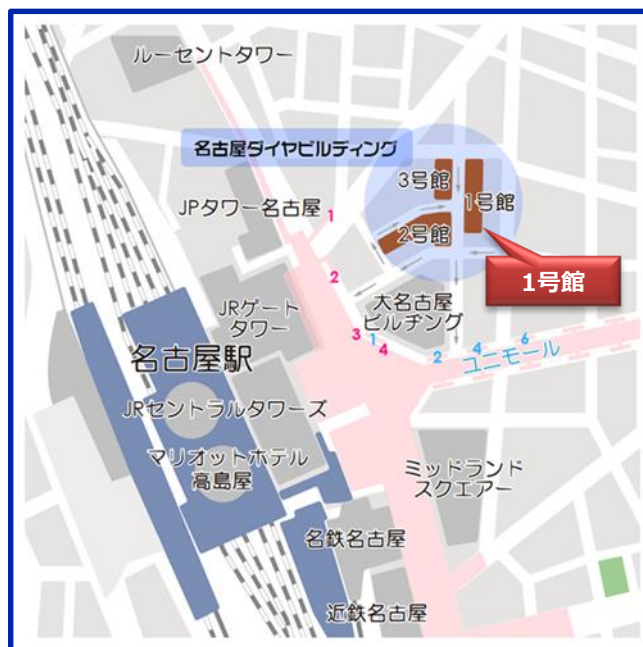 ルーセントタワー
名古屋ダイヤビルディング
3号館
1号館
JPタワー名古屋
1
2号館
1号館
2
JRゲート
タワー
大名古屋
ビルヂング
3
1
4
2
4
6
ユニモール
名古屋駅
JRセントラルタワーズ
マリオットホテル
高島屋
ミッドランド
スクエアー
名鉄名古屋
近鉄名古屋